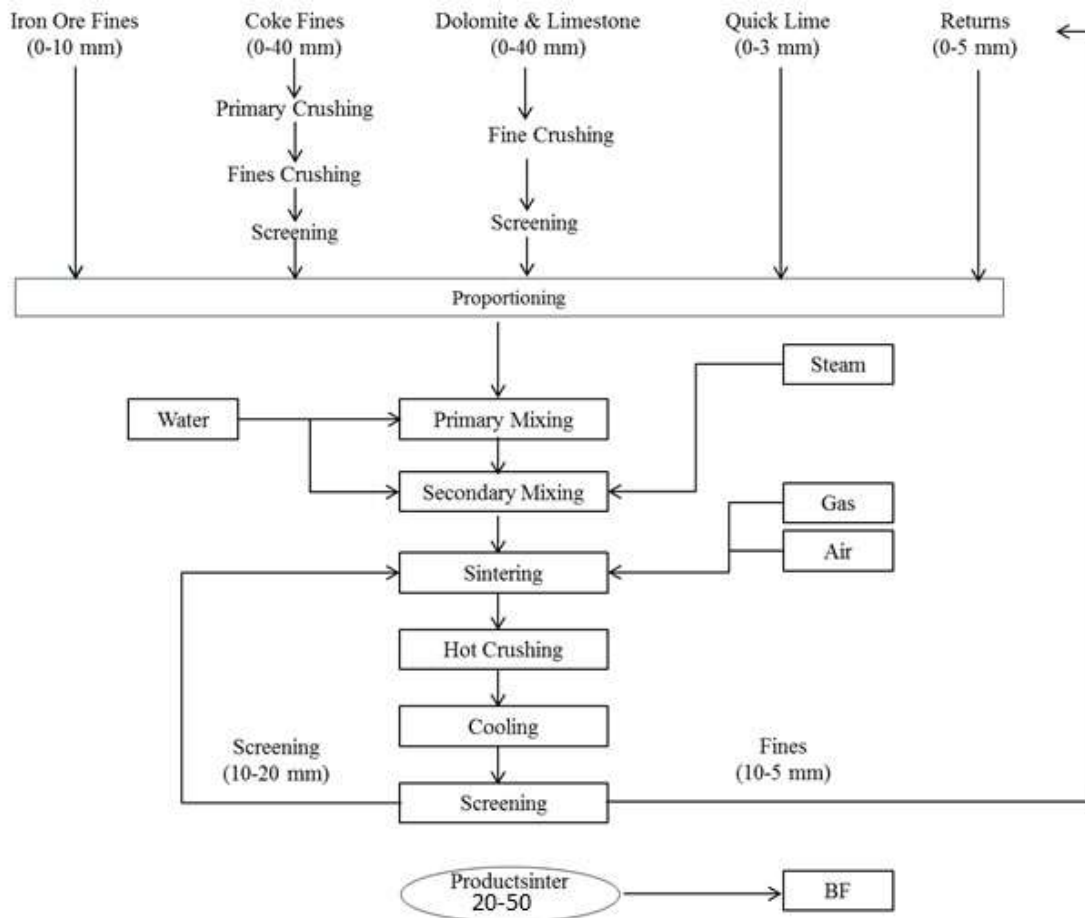 Iron Ore Fines
(0-10 mm)
Coke Fines
(0-40 mm)
Dolomite & Limestone
(0-40 mm)
Quick Lime
(0-3 mm)
Returns
(0-5 mm)
Primary Crushing
Fine Crushing
Fines Crushing
Screening
Screening
Proportioning
Steam
Water
Primary Mixing
Secondary Mixing
Gas
Air
Sintering
Hot Crushing
Cooling
Screening
(10-20 mm)
Fines
(10-5 mm)
Screening
Productsinter
20-50
BF